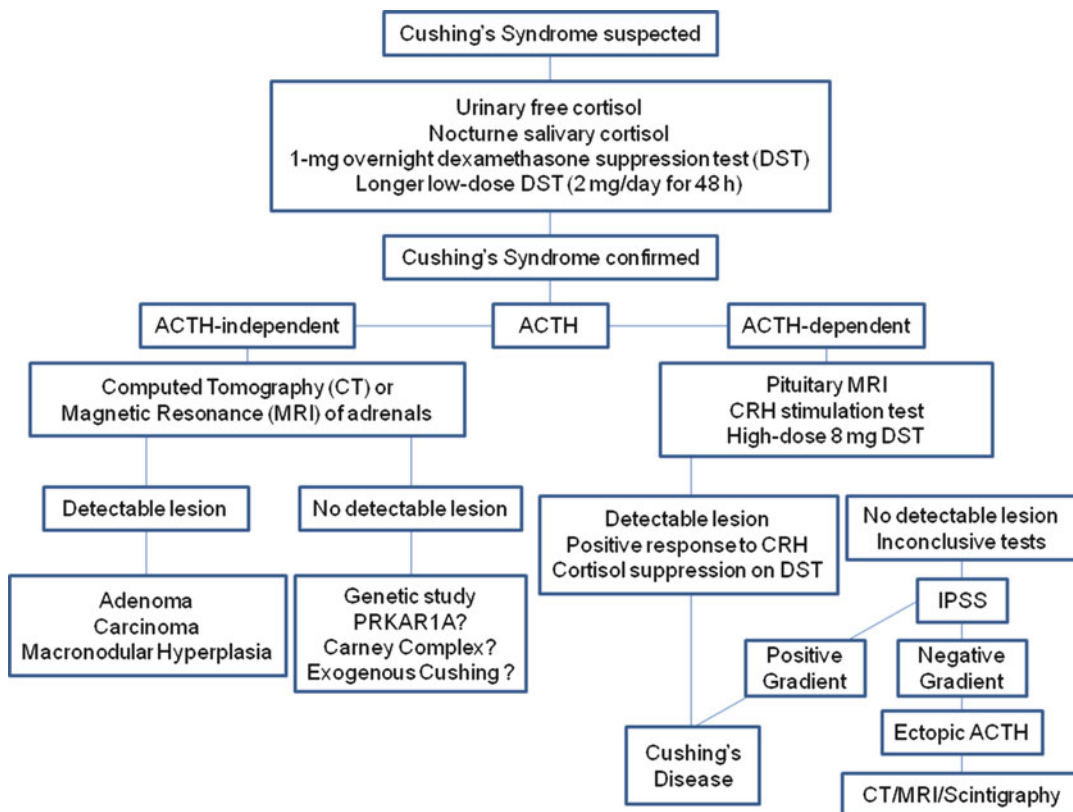 Cushing's Syndrome suspected
Urinary free cortisol
Nocturne salivary cortisol
1-mg overnight dexamethasone suppression test (DST)
Longer low-dose DST (2 mg/day for 48 h)
Cushing's Syndrome confirmed
ACTH-independent
ACTH
ACTH-dependent
Computed Tomography (CT) or
Magnetic Resonance (MRI) of adrenals
Pituitary MRI
CRH stimulation test
High-dose 8 mg DST
Detectable lesion
No detectable lesion
Detectable lesion
Positive response to CRH
Cortisol suppression on DST
No detectable lesion
Inconclusive tests
Adenoma
Carcinoma
Macronodular Hyperplasia
Genetic study
PRKAR1A?
Carney Complex?
Exogenous Cushing ?
IPSS
Positive
Gradient
Negative
Gradient
Ectopic ACTH
Cushing's
Disease
CT/MRI/Scintigraphy